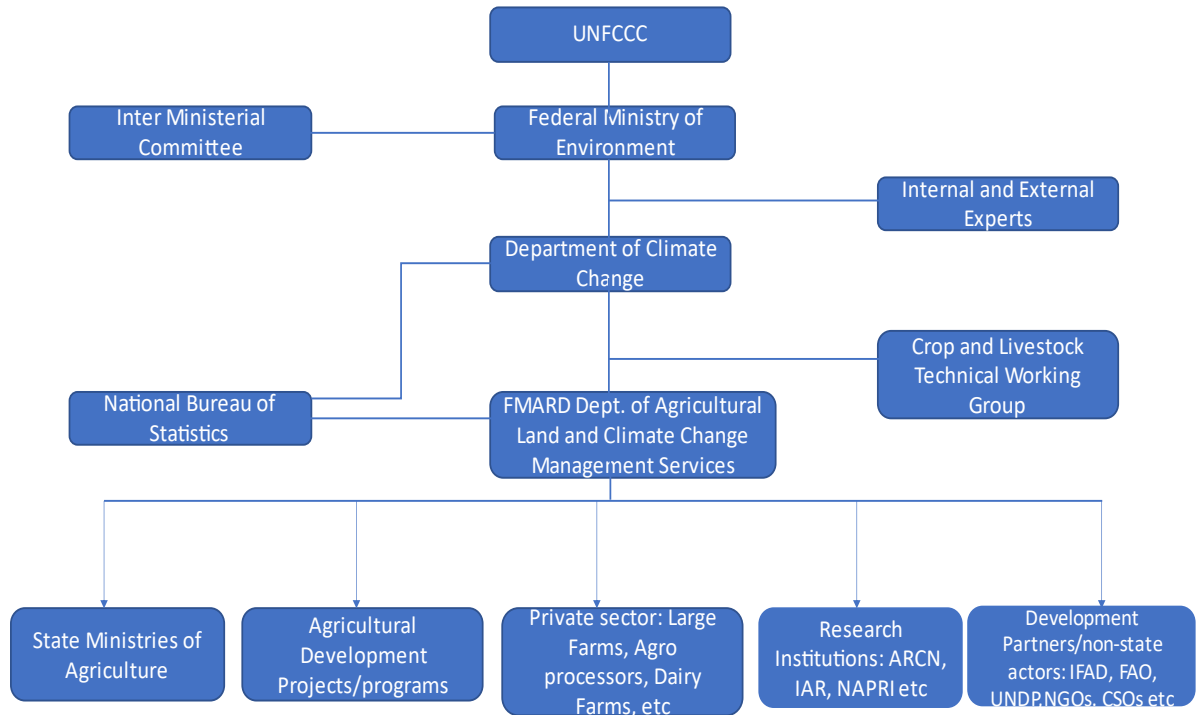 UNFCCC
Inter Ministerial
Committee
Federal Ministry of
Environment
Internal and External
Experts
Department of Climate
Change
Crop and Livestock
Technical Working
Group
National Bureau of
Statistics
FMARD Dept. of Agricultural
Land and Climate Change
Management Services
State Ministries of
Agriculture
Agricultural
Development
Projects/programs
Private sector: Large
Farms, Agro
processors, Dairy
Farms, etc
Research
Institutions: ARCN,
IAR, NAPRI etc
Development
Partners/non-state
actors: IFAD, FAO,
UNDP,NGOs, CSOs etc